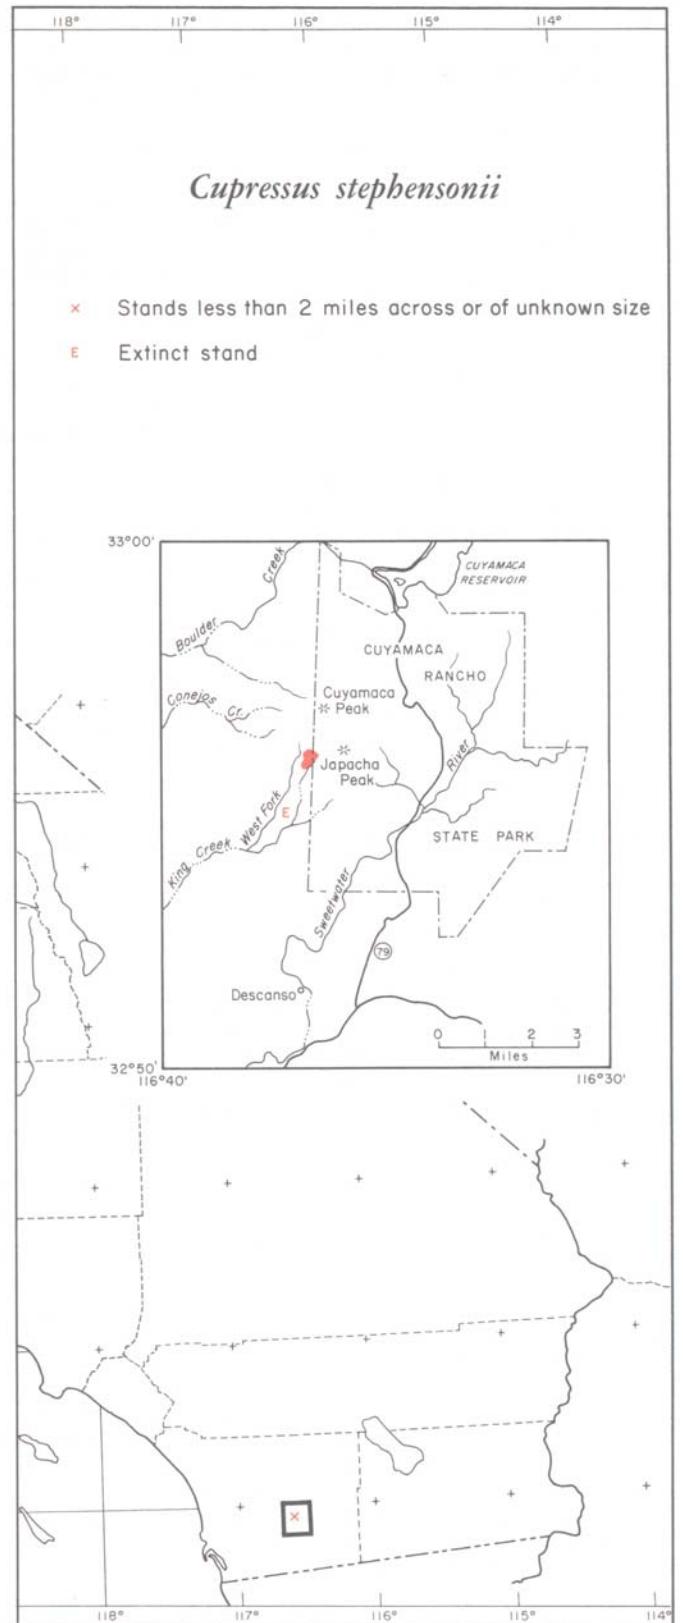 118° 117° 116° 115° 114°
Cupressus stephensonii
× Stands less than 2 miles across or of unknown size
E Extinct stand
33°00'
Creek
CUYAMACA
RESERVOIR
Boulder
CUYAMACA
RANCHO
Conejos Cr.
Cuyamaca
Peak
River
Japacha
Peak
West Fork
E
King Creek
STATE PARK
Sweetwater
79
Descanso
0 1 2 3
Miles
32°50'
116°40' 116°30'
×
118° 117° 116° 115° 114°